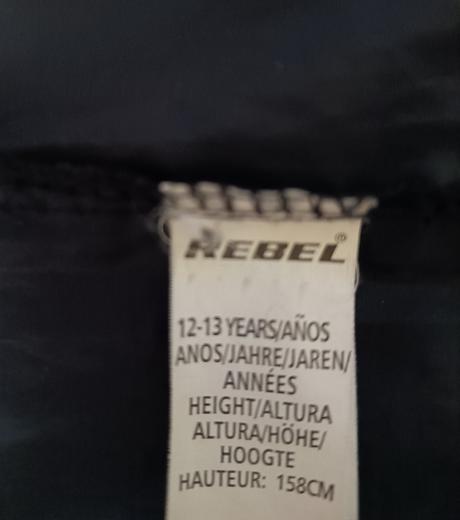 REBEL®
12-13 YEARS/AÑOS
ANOS/JAHRE/JAREN/
ANNÉES
HEIGHT/ALTURA
ALTURA/HÖHE/
HOOGTE
HAUTEUR: 158CM